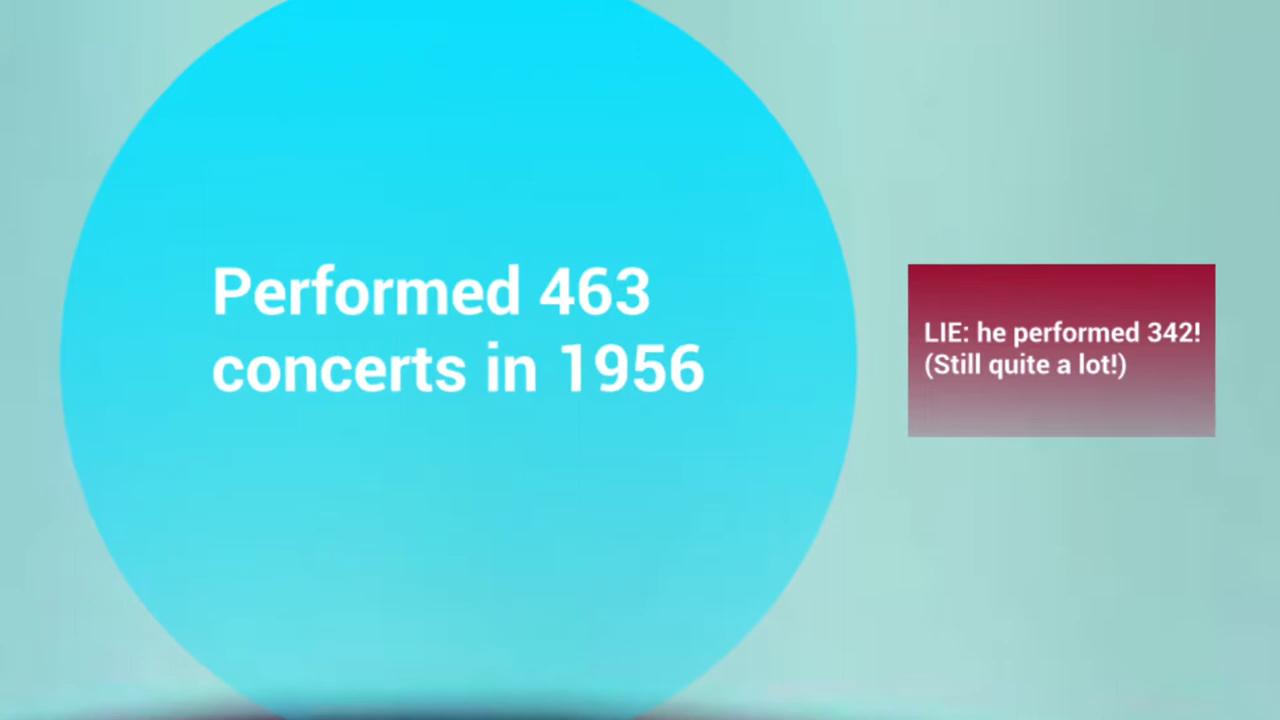 Performed 463
concerts in 1956
LIE: he performed 342!
(Still quite a lot!)